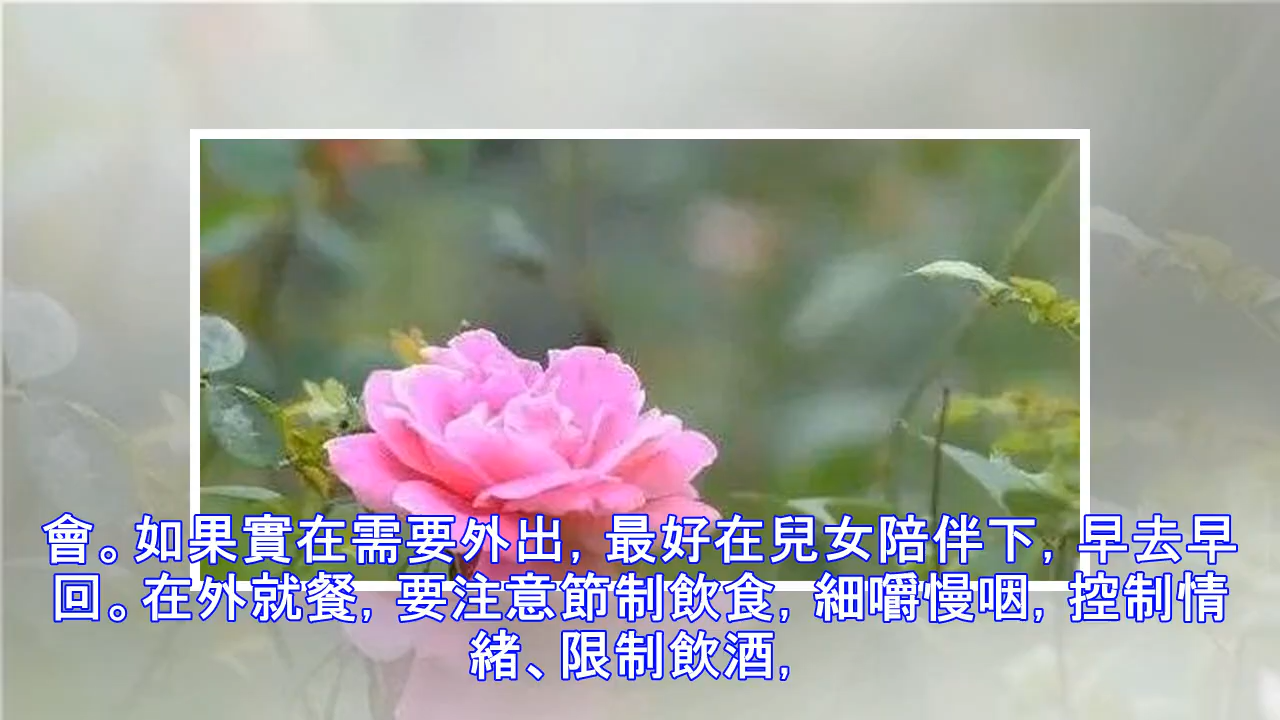 會。如果實在需要外出，最好在兒女陪伴下，早去早
回。在外就餐，要注意節制飲食，細嚼慢咽，控制情
緒、限制飲酒，